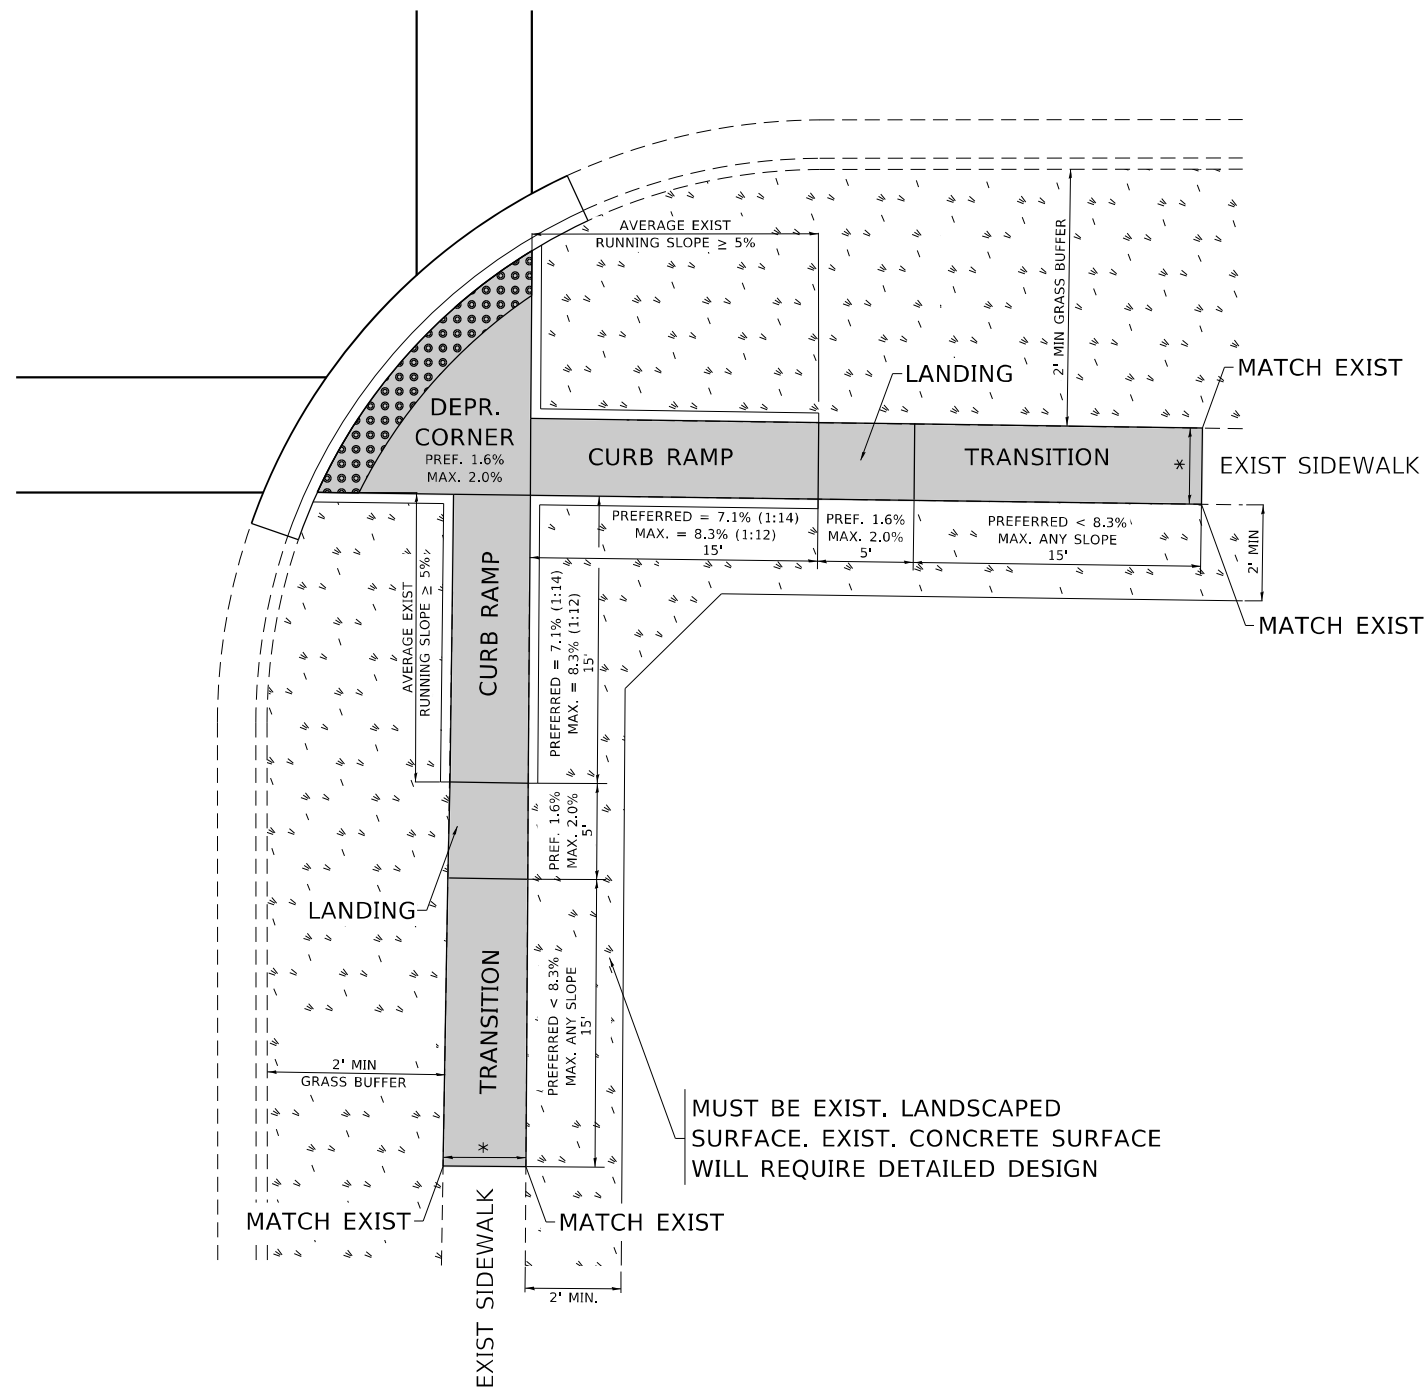 AVERAGE EXIST
RUNNING SLOPE ≥ 5%
2' MIN GRASS BUFFER
LANDING
MATCH EXIST
DEPR.
CORNER
PREF. 1.6%
MAX. 2.0%
CURB RAMP
TRANSITION
*
EXIST SIDEWALK
PREFERRED = 7.1% (1:14)
MAX. = 8.3% (1:12)
15'
PREF. 1.6%
MAX. 2.0%
5'
PREFERRED < 8.3%
MAX. ANY SLOPE
15'
2' MIN
MATCH EXIST
AVERAGE EXIST
RUNNING SLOPE ≥ 5%
CURB RAMP
PREFERRED = 7.1% (1:14)
MAX. = 8.3% (1:12)
15'
PREF. 1.6%
MAX. 2.0%
5'
LANDING
TRANSITION
PREFERRED < 8.3%
MAX. ANY SLOPE
15'
2' MIN
GRASS BUFFER
MUST BE EXIST. LANDSCAPED
SURFACE. EXIST. CONCRETE SURFACE
WILL REQUIRE DETAILED DESIGN
*
MATCH EXIST
MATCH EXIST
EXIST SIDEWALK
2' MIN.